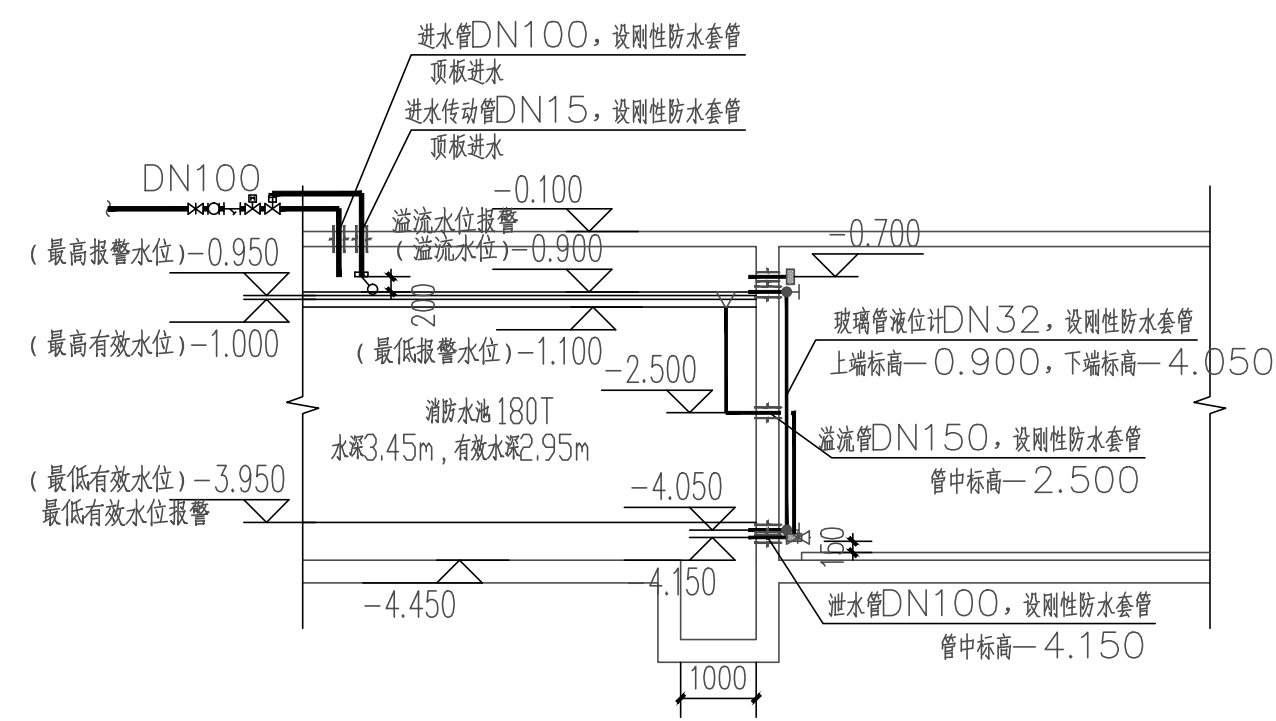 进水管DN100，设刚性防水套管
顶板进水
进水传动管DN15，设刚性防水套管
顶板进水
DN100
-0.100
溢流水位报警
(溢流水位)-0.900
-0.700
(最高报警水位)-0.950
200
(最高有效水位)-1.000
(最低报警水位)-1.100
玻璃管液位计DN32，设刚性防水套管
上端标高-0.900，下端标高-4.050
-2.500
消防水池180T
水深3.45m，有效水深2.95m
溢流管DN150，设刚性防水套管
管中标高-2.500
(最低有效水位)-3.950
最低有效水位报警
-4.050
150
-4.150
-4.450
泄水管DN100，设刚性防水套管
管中标高-4.150
1000